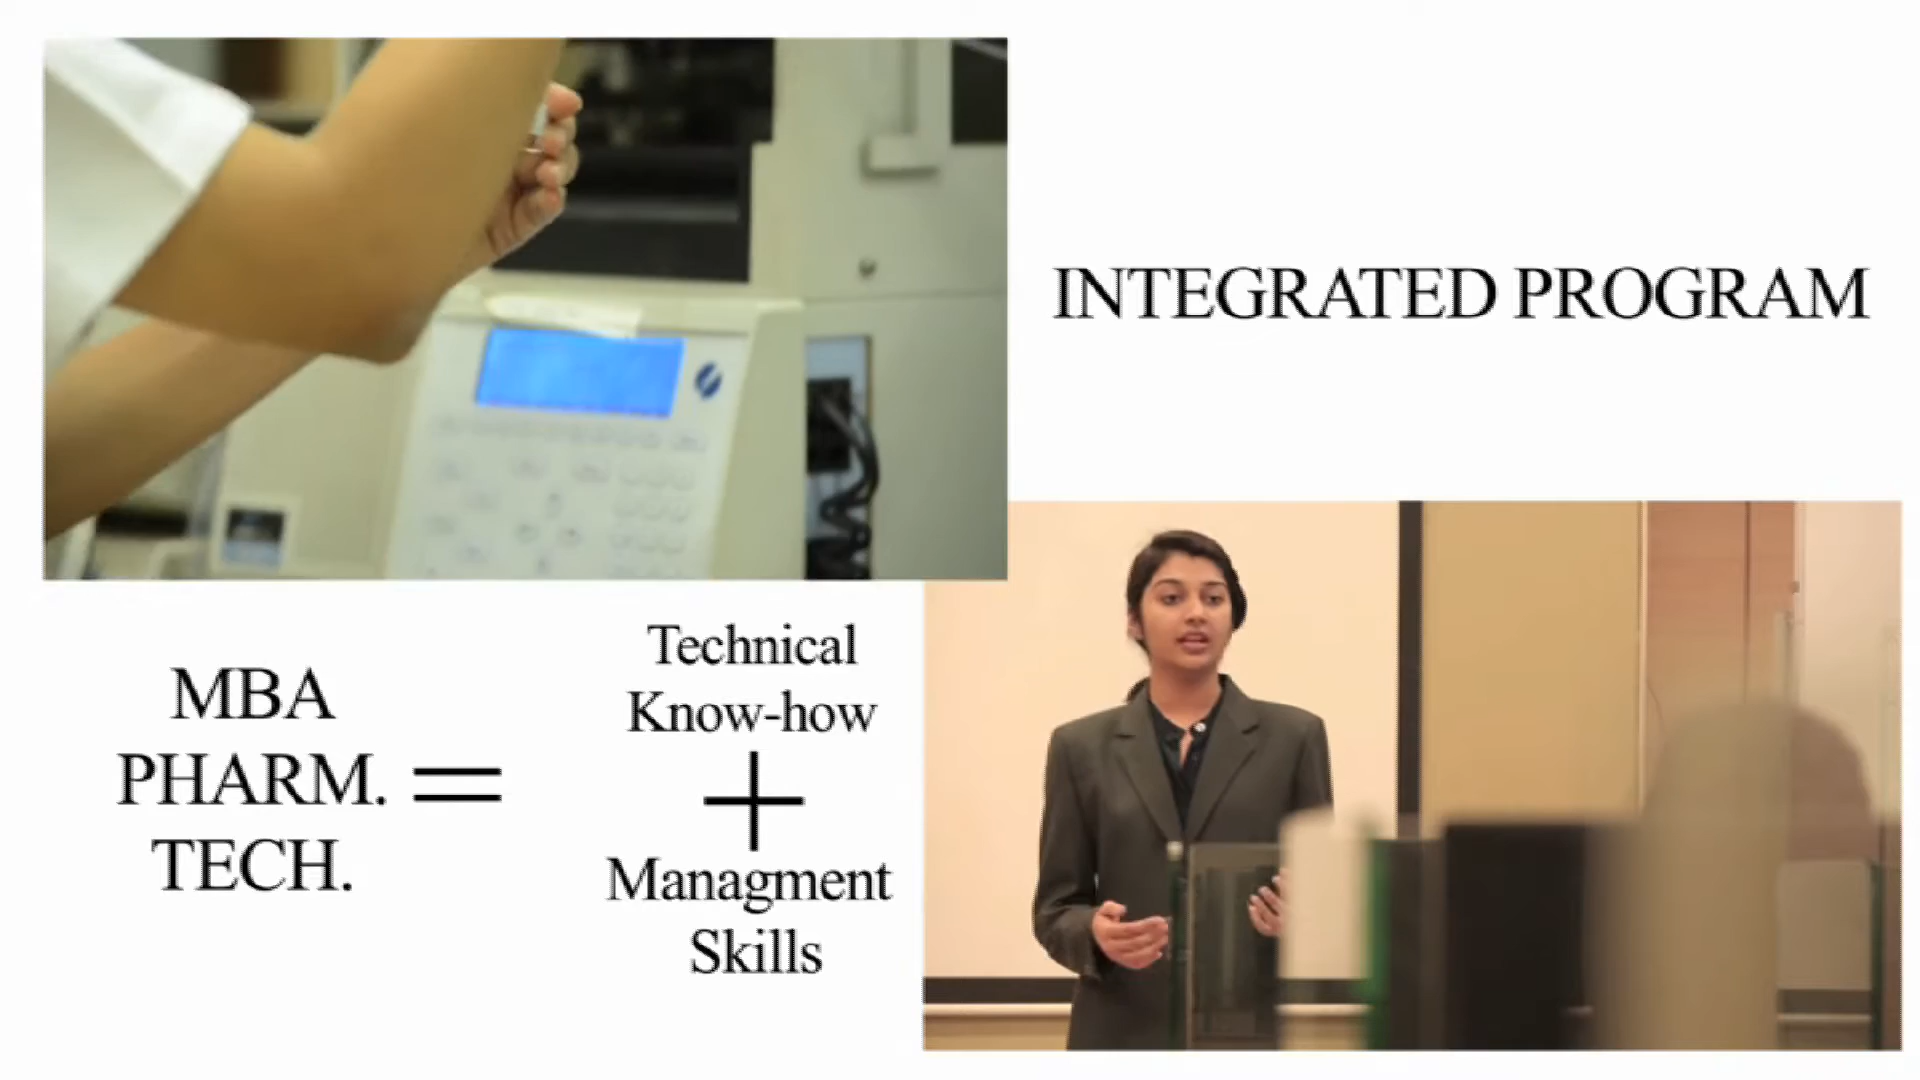 INTEGRATED PROGRAM
MBA
PHARM.
TECH.
=
Technical
Know-how
+
Managment
Skills